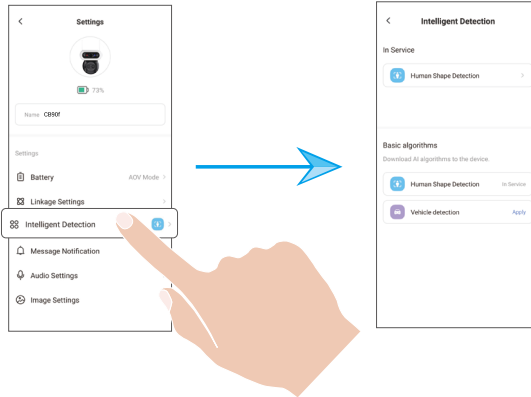 Settings
73%
Name CB90f
Settings
Battery AOV Mode
Linkage Settings
Intelligent Detection
Message Notification
Audio Settings
Image Settings
Intelligent Detection
In Service
Human Shape Detection
Basic algorithms
Download AI algorithms to the device.
Human Shape Detection In Service
Vehicle detection Apply